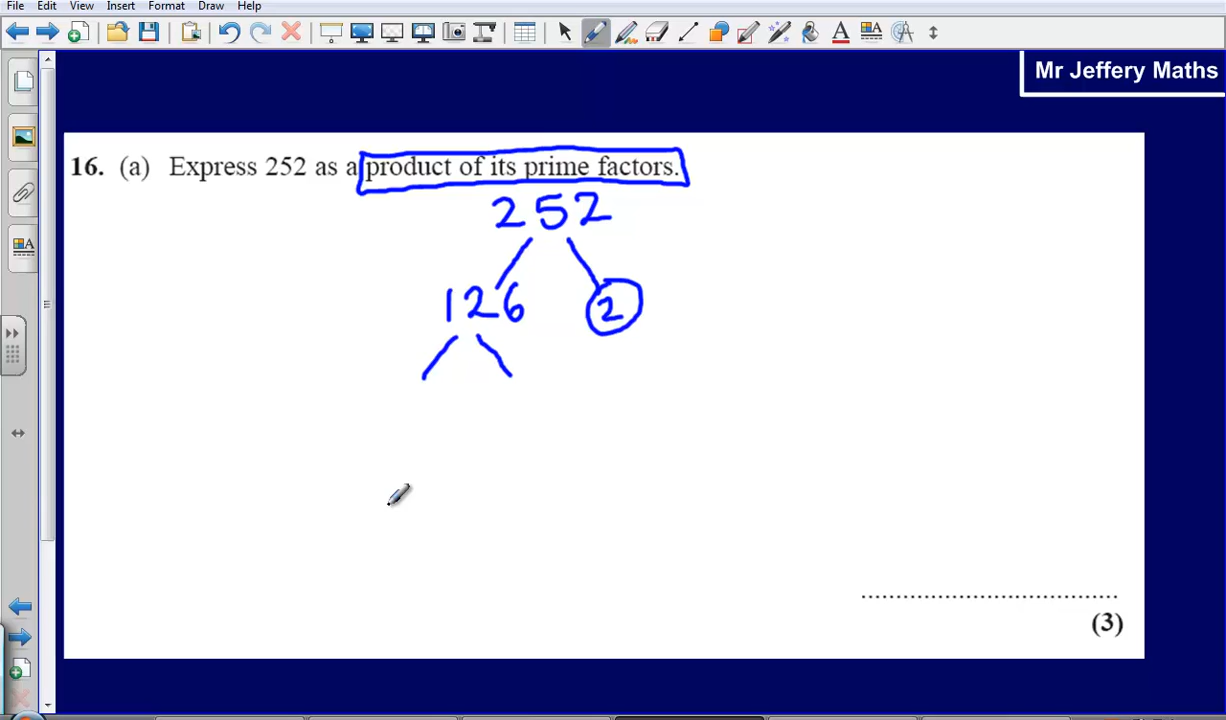 File Edit View Insert Format Draw Help
Mr Jeffery Maths
16. (a) Express 252 as a product of its prime factors.
252
126 2
(3)